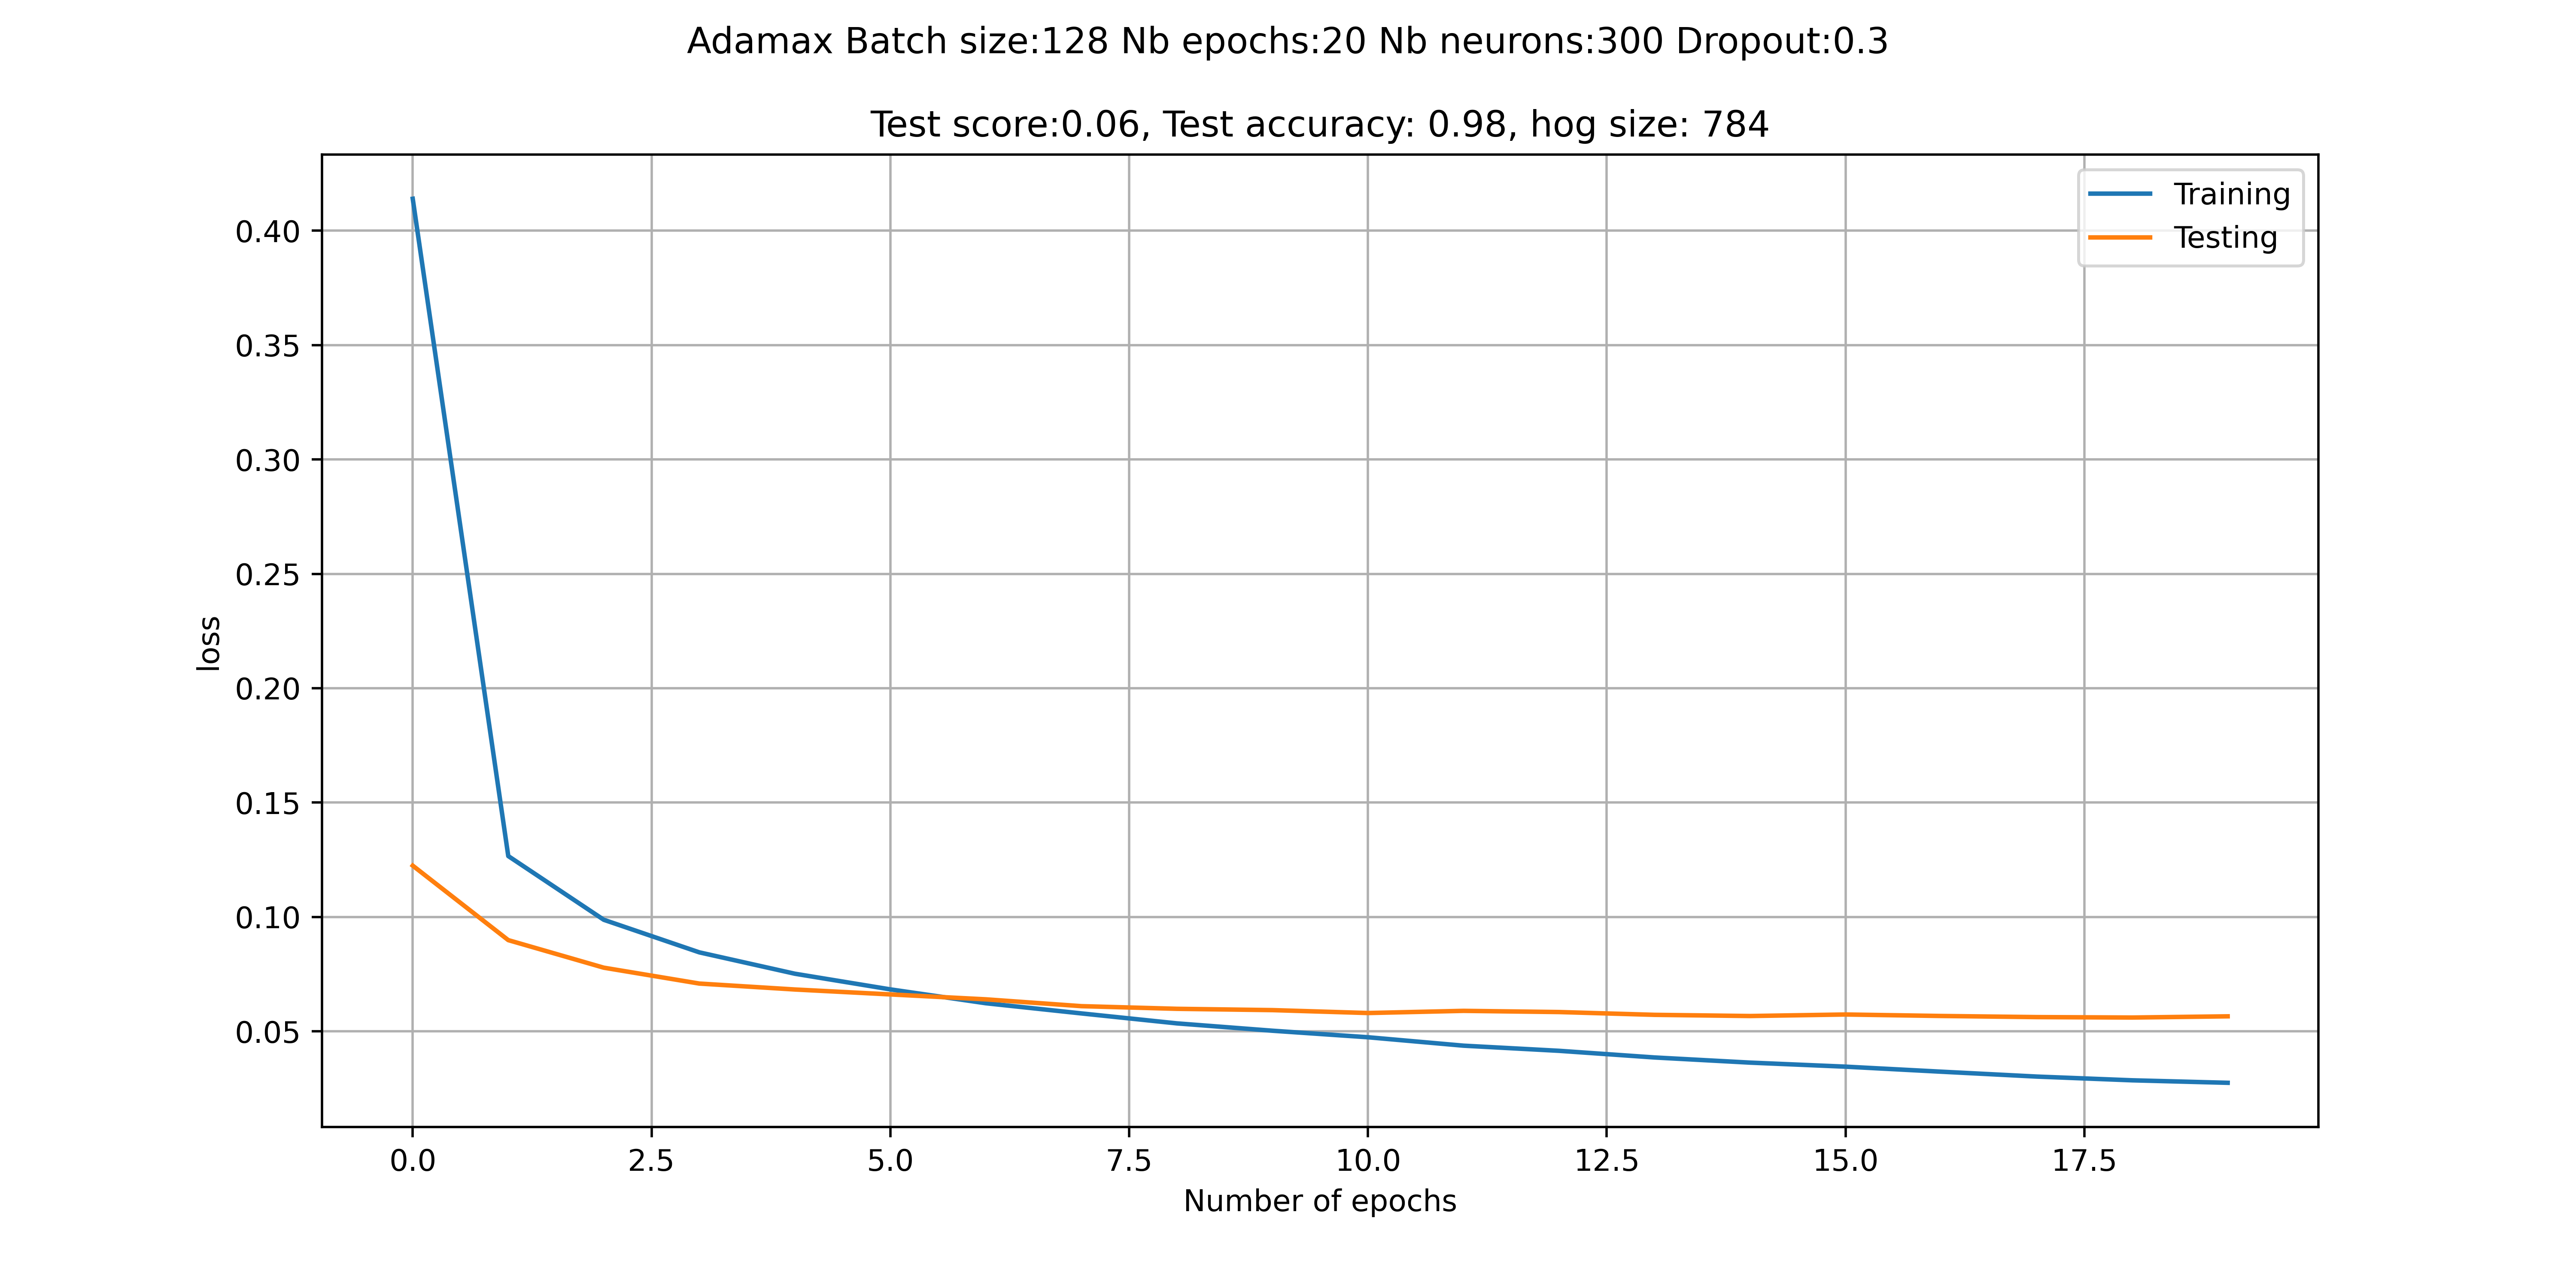 Adamax Batch size:128 Nb epochs:20 Nb neurons:300 Dropout:0.3
Test score:0.06, Test accuracy: 0.98, hog size: 784
Training
Testing
0.40
0.35
0.30
0.25
0.20
0.15
0.10
0.05
loss
0.0 2.5 5.0 7.5 10.0 12.5 15.0 17.5
Number of epochs